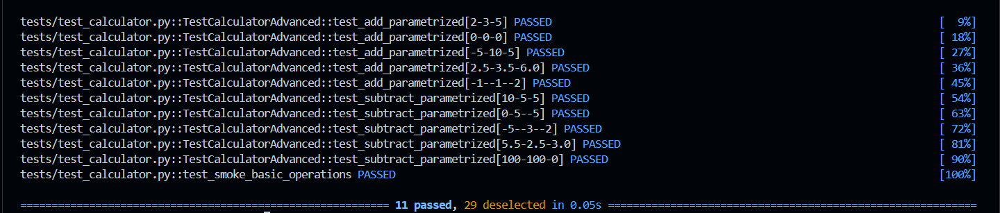 tests/test_calculator.py::TestCalculatorAdvanced::test_add_parametrized[2-3-5] PASSED [  9%]
tests/test_calculator.py::TestCalculatorAdvanced::test_add_parametrized[0-0-0] PASSED [ 18%]
tests/test_calculator.py::TestCalculatorAdvanced::test_add_parametrized[-5-10-5] PASSED [ 27%]
tests/test_calculator.py::TestCalculatorAdvanced::test_add_parametrized[2.5-3.5-6.0] PASSED [ 36%]
tests/test_calculator.py::TestCalculatorAdvanced::test_add_parametrized[-1--1--2] PASSED [ 45%]
tests/test_calculator.py::TestCalculatorAdvanced::test_subtract_parametrized[10-5-5] PASSED [ 54%]
tests/test_calculator.py::TestCalculatorAdvanced::test_subtract_parametrized[0-5--5] PASSED [ 63%]
tests/test_calculator.py::TestCalculatorAdvanced::test_subtract_parametrized[-5--3--2] PASSED [ 72%]
tests/test_calculator.py::TestCalculatorAdvanced::test_subtract_parametrized[5.5-2.5-3.0] PASSED [ 81%]
tests/test_calculator.py::TestCalculatorAdvanced::test_subtract_parametrized[100-100-0] PASSED [ 90%]
tests/test_calculator.py::test_smoke_basic_operations PASSED [100%]
=========================================================== 11 passed, 29 deselected in 0.05s ===========================================================